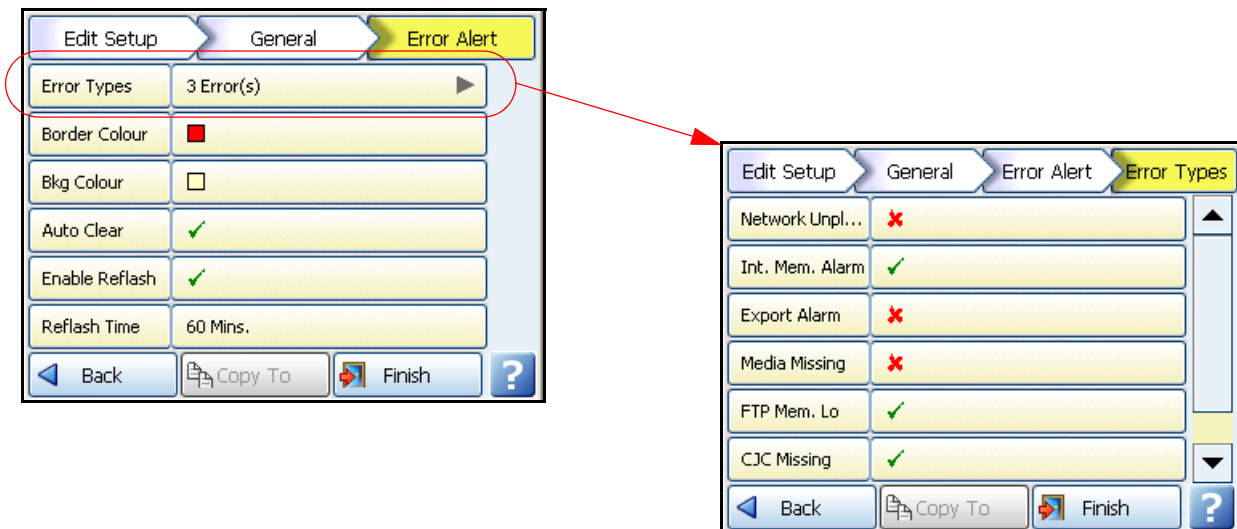 Edit Setup General Error Alert
Error Types 3 Error(s)
Border Colour
Bkg Colour
Auto Clear
Enable Reflash
Reflash Time 60 Mins.
Back Copy To Finish ?
Edit Setup General Error Alert Error Types
Network Unpl...
Int. Mem. Alarm
Export Alarm
Media Missing
FTP Mem. Lo
CJC Missing
Back Copy To Finish ?